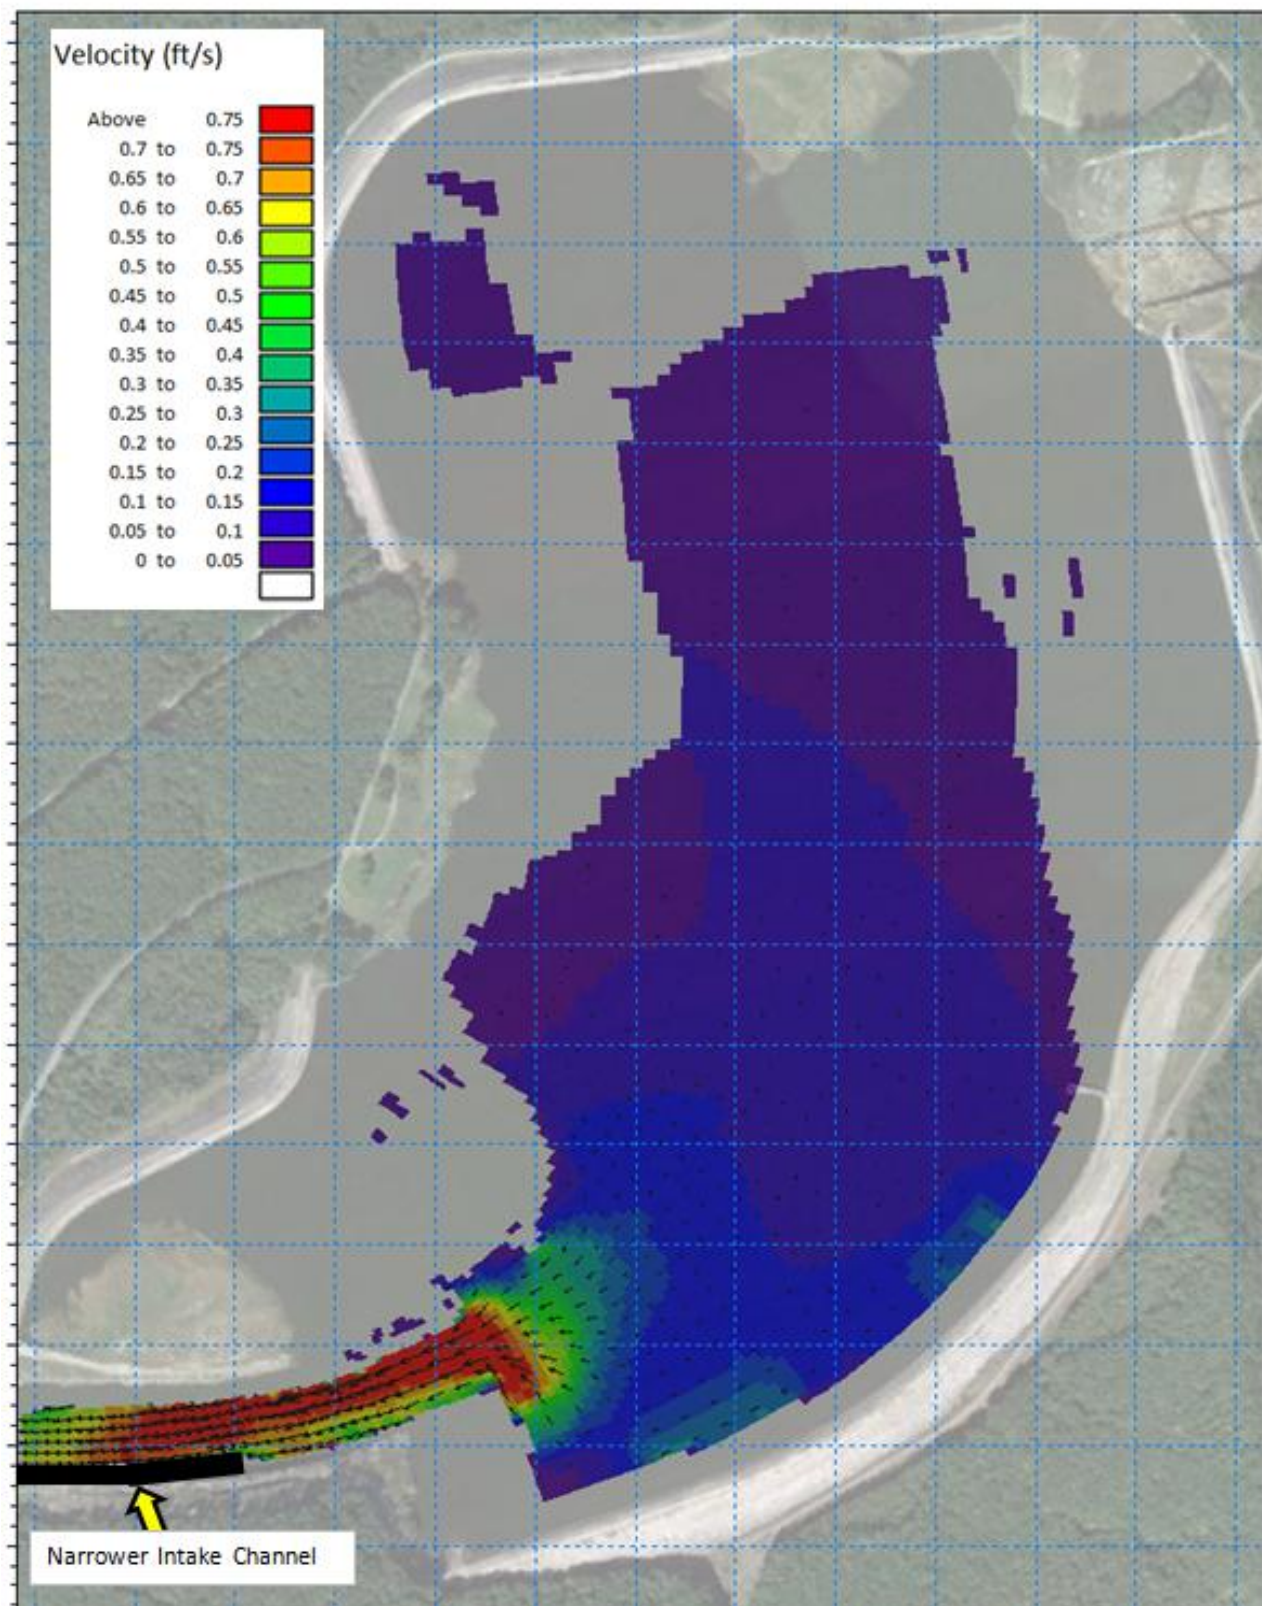 Velocity (ft/s)
Above 0.75
0.7 to 0.75
0.65 to 0.7
0.6 to 0.65
0.55 to 0.6
0.5 to 0.55
0.45 to 0.5
0.4 to 0.45
0.35 to 0.4
0.3 to 0.35
0.25 to 0.3
0.2 to 0.25
0.15 to 0.2
0.1 to 0.15
0.05 to 0.1
0 to 0.05
Narrower Intake Channel